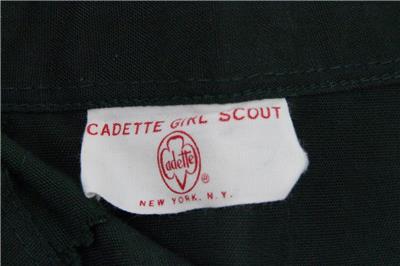 CADETTE GIRL SCOUT
Cadette
®
NEW YORK, N.Y.